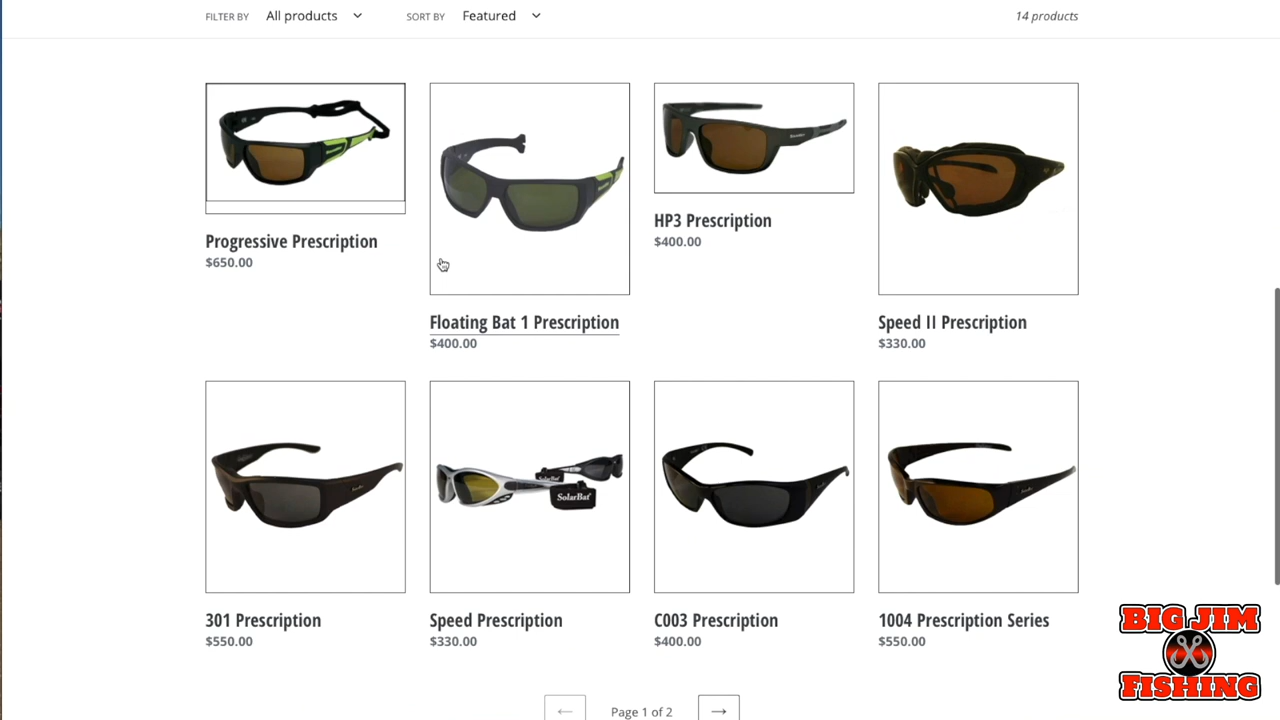 FILTER BY All products SORT BY Featured 14 products
Progressive Prescription
$650.00
Floating Bat 1 Prescription
$400.00
HP3 Prescription
$400.00
Speed II Prescription
$330.00
SolarBat
301 Prescription
$550.00
Speed Prescription
$330.00
C003 Prescription
$400.00
1004 Prescription Series
$550.00
Page 1 of 2
BIG JIM
FISHING